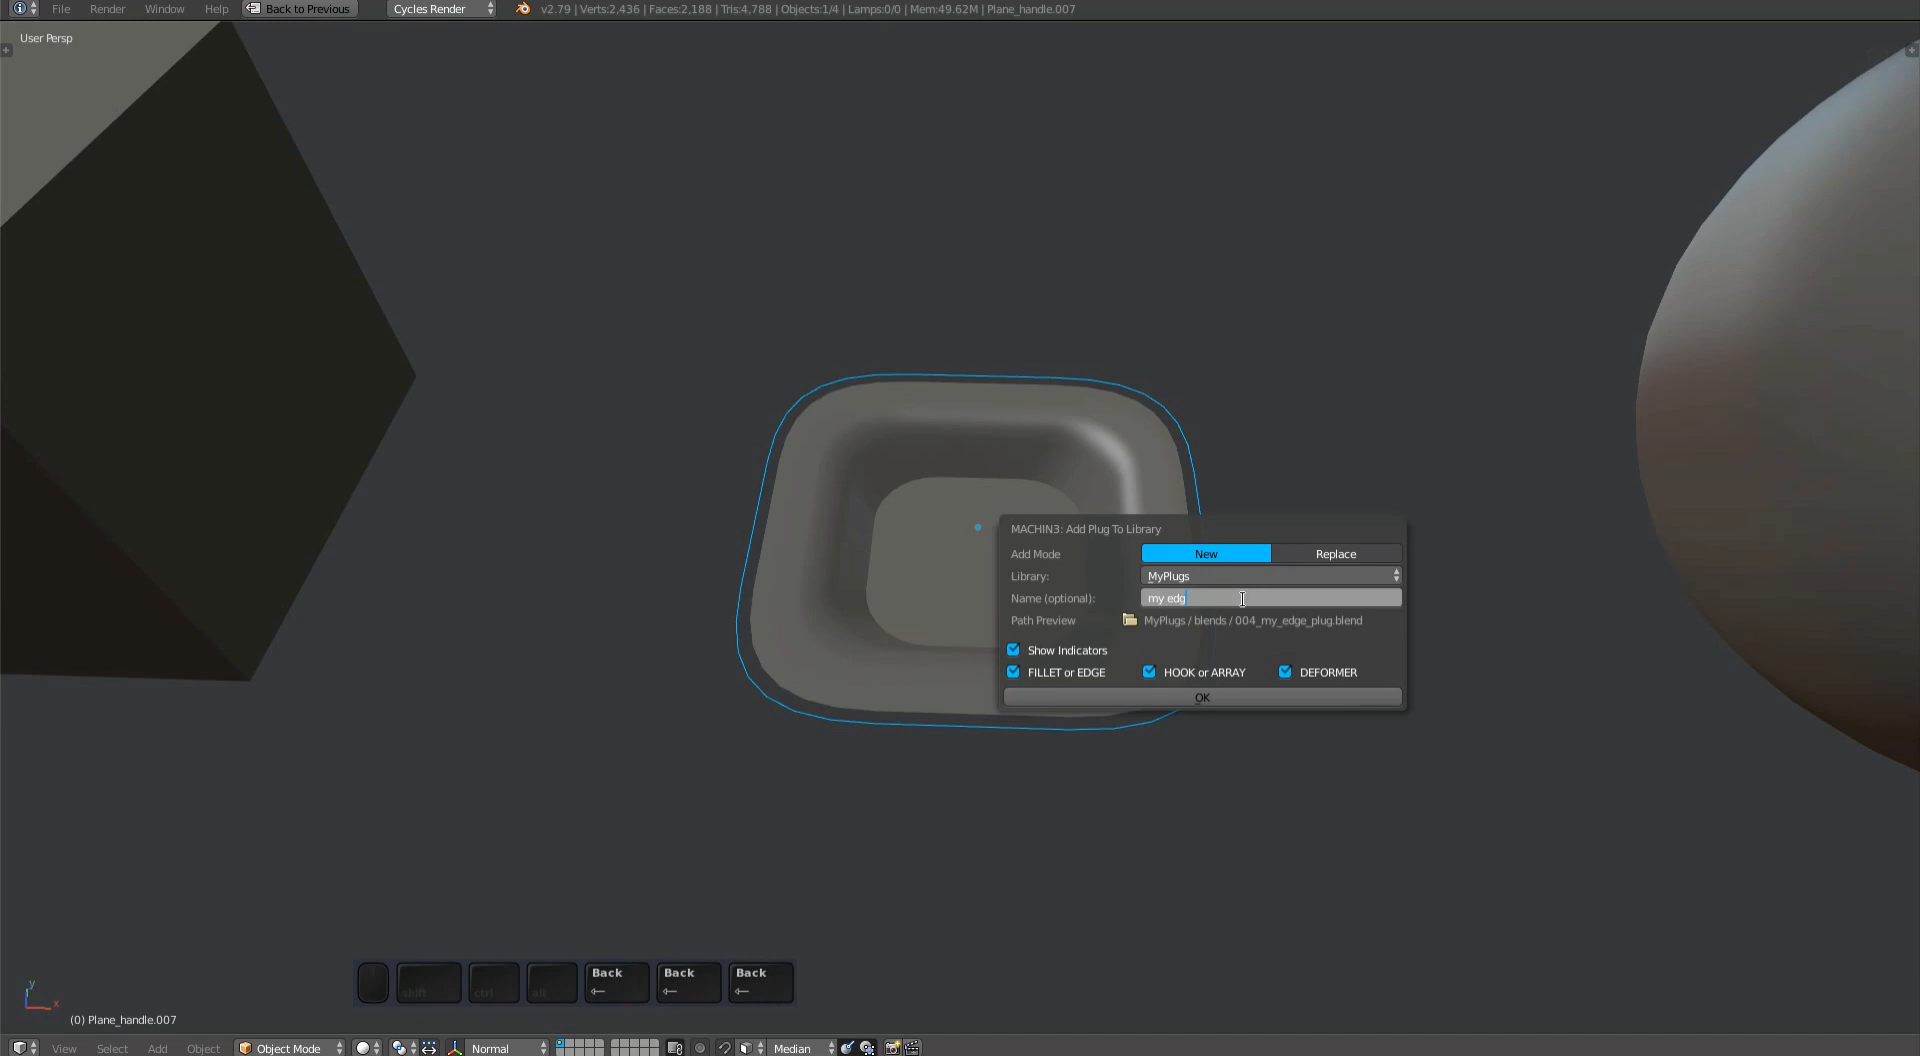 File Render Window Help Back to Previous Cycles Render v2.79 | Verts:2,436 | Faces:2,188 | Tris:4,788 | Objects:1/4 | Lamps:0/0 | Mem:49.62M | Plane_handle.007
User Persp
MACHIN3: Add Plug To Library
Add Mode New Replace
Library: MyPlugs
Name (optional): my edg
Path Preview MyPlugs / blends / 004_my_edge_plug.blend
Show Indicators
FILLET or EDGE HOOK or ARRAY DEFORMER
OK
Back Back Back
shift ctrl alt
y
x
(0) Plane_handle.007
View Select Add Object Object Mode Normal Median